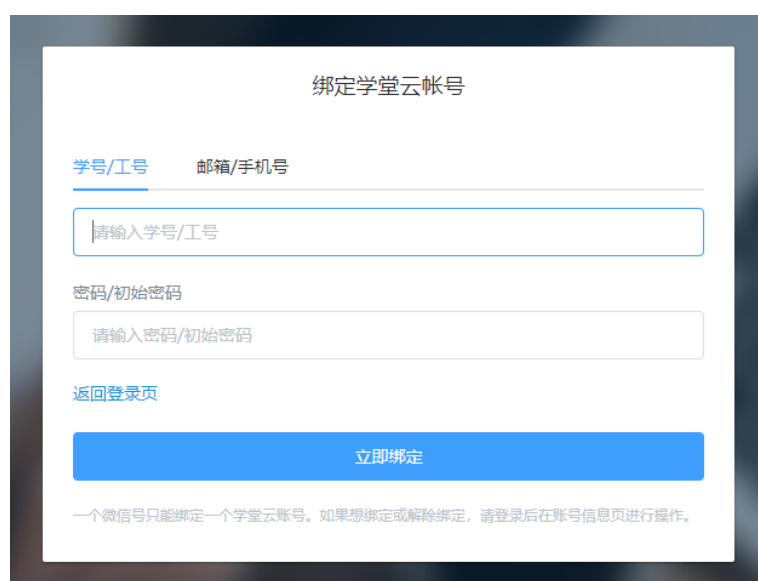 绑定学堂云帐号
学号/工号 邮箱/手机号
请输入学号/工号
密码/初始密码
请输入密码/初始密码
返回登录页
立即绑定
一个微信号只能绑定一个学堂云账号。如果想绑定或解除绑定，请登录后在账号信息页进行操作。